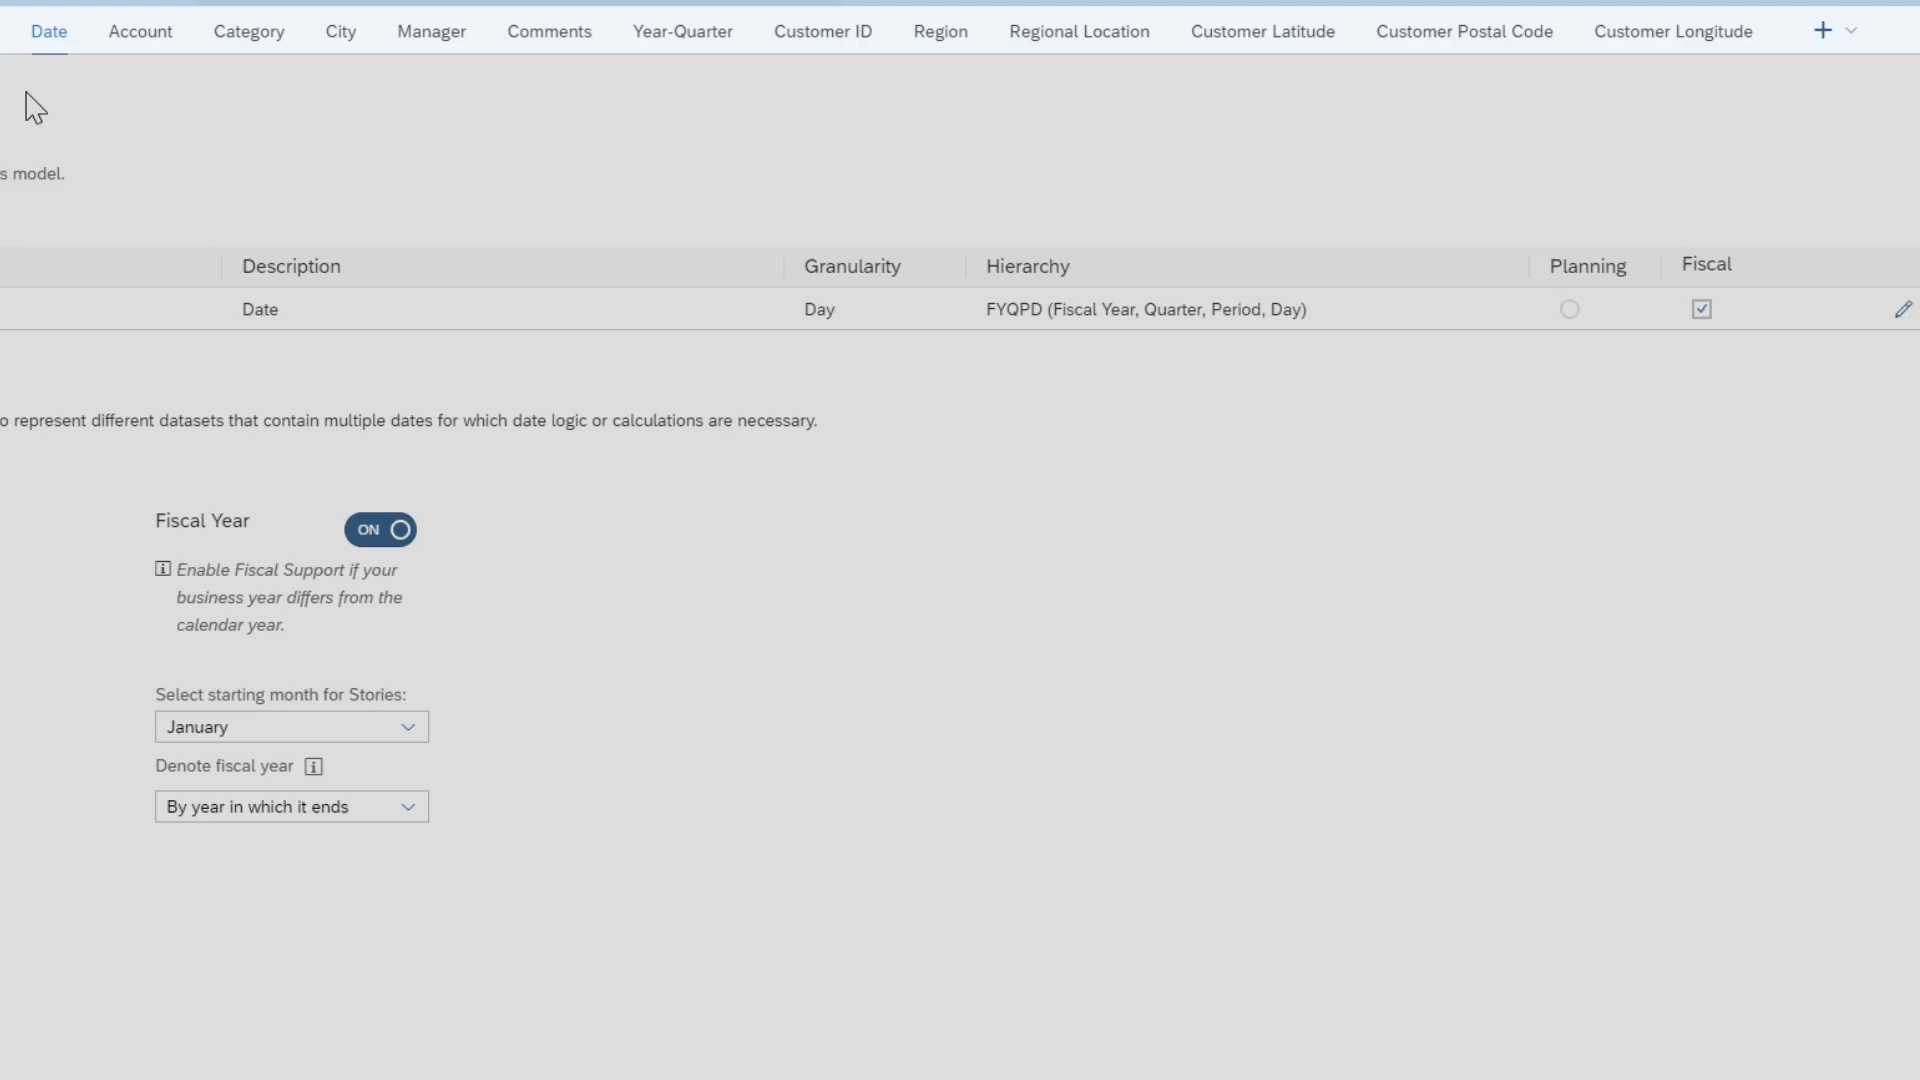 Date Account Category City Manager Comments Year-Quarter Customer ID Region Regional Location Customer Latitude Customer Postal Code Customer Longitude
s model.
Description Granularity Hierarchy Planning Fiscal
Date Day FYQPD (Fiscal Year, Quarter, Period, Day)
o represent different datasets that contain multiple dates for which date logic or calculations are necessary.
Fiscal Year ON
Enable Fiscal Support if your
business year differs from the
calendar year.
Select starting month for Stories:
January
Denote fiscal year
By year in which it ends